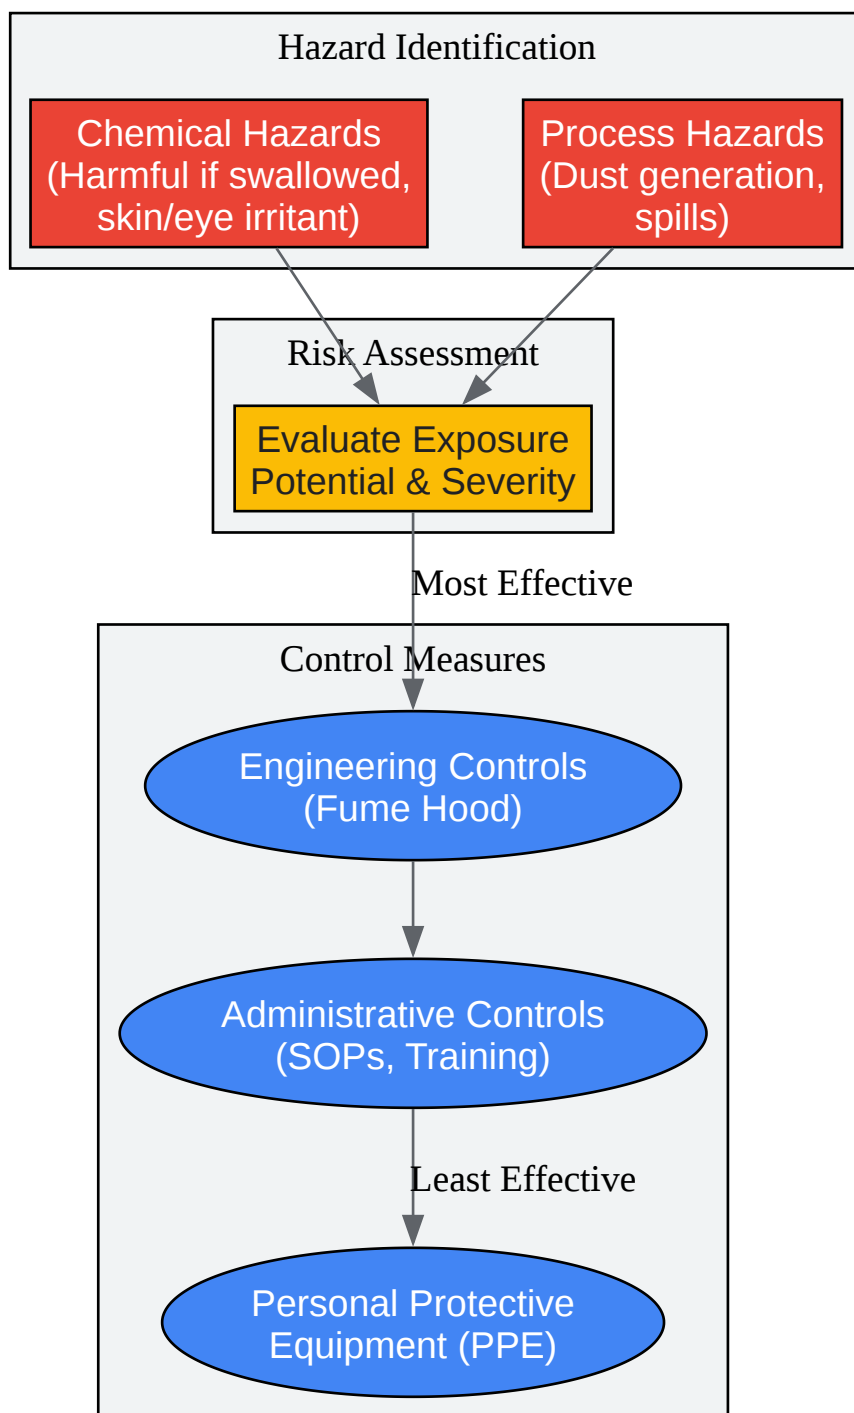 Hazard Identification
Chemical Hazards
(Harmful if swallowed,
skin/eye irritant)
Process Hazards
(Dust generation,
spills)
Risk Assessment
Evaluate Exposure
Potential & Severity
Most Effective
Control Measures
Engineering Controls
(Fume Hood)
Administrative Controls
(SOPs, Training)
Least Effective
Personal Protective
Equipment (PPE)